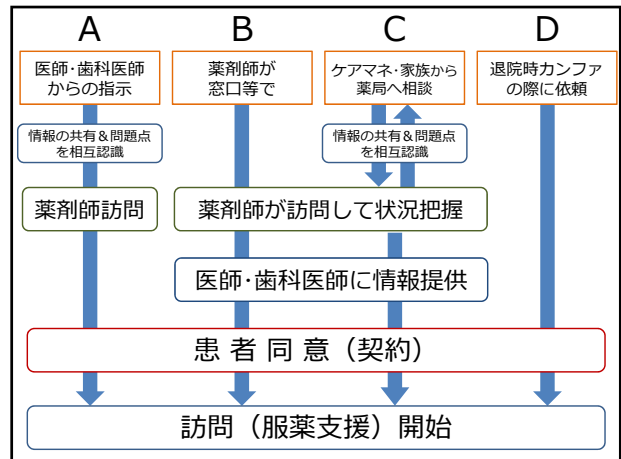 A
B
C
D
医師・歯科医師
からの指示
薬剤師が
窓口等で
ケアマネ・家族から
薬局へ相談
退院時カンファ
の際に依頼
情報の共有&問題点
を相互認識
情報の共有&問題点
を相互認識
薬剤師訪問
薬剤師が訪問して状況把握
医師・歯科医師に情報提供
患者同意（契約）
訪問（服薬支援）開始